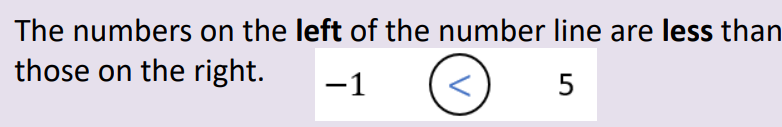 The numbers on the left of the number line are less than
those on the right.
−1 < 5